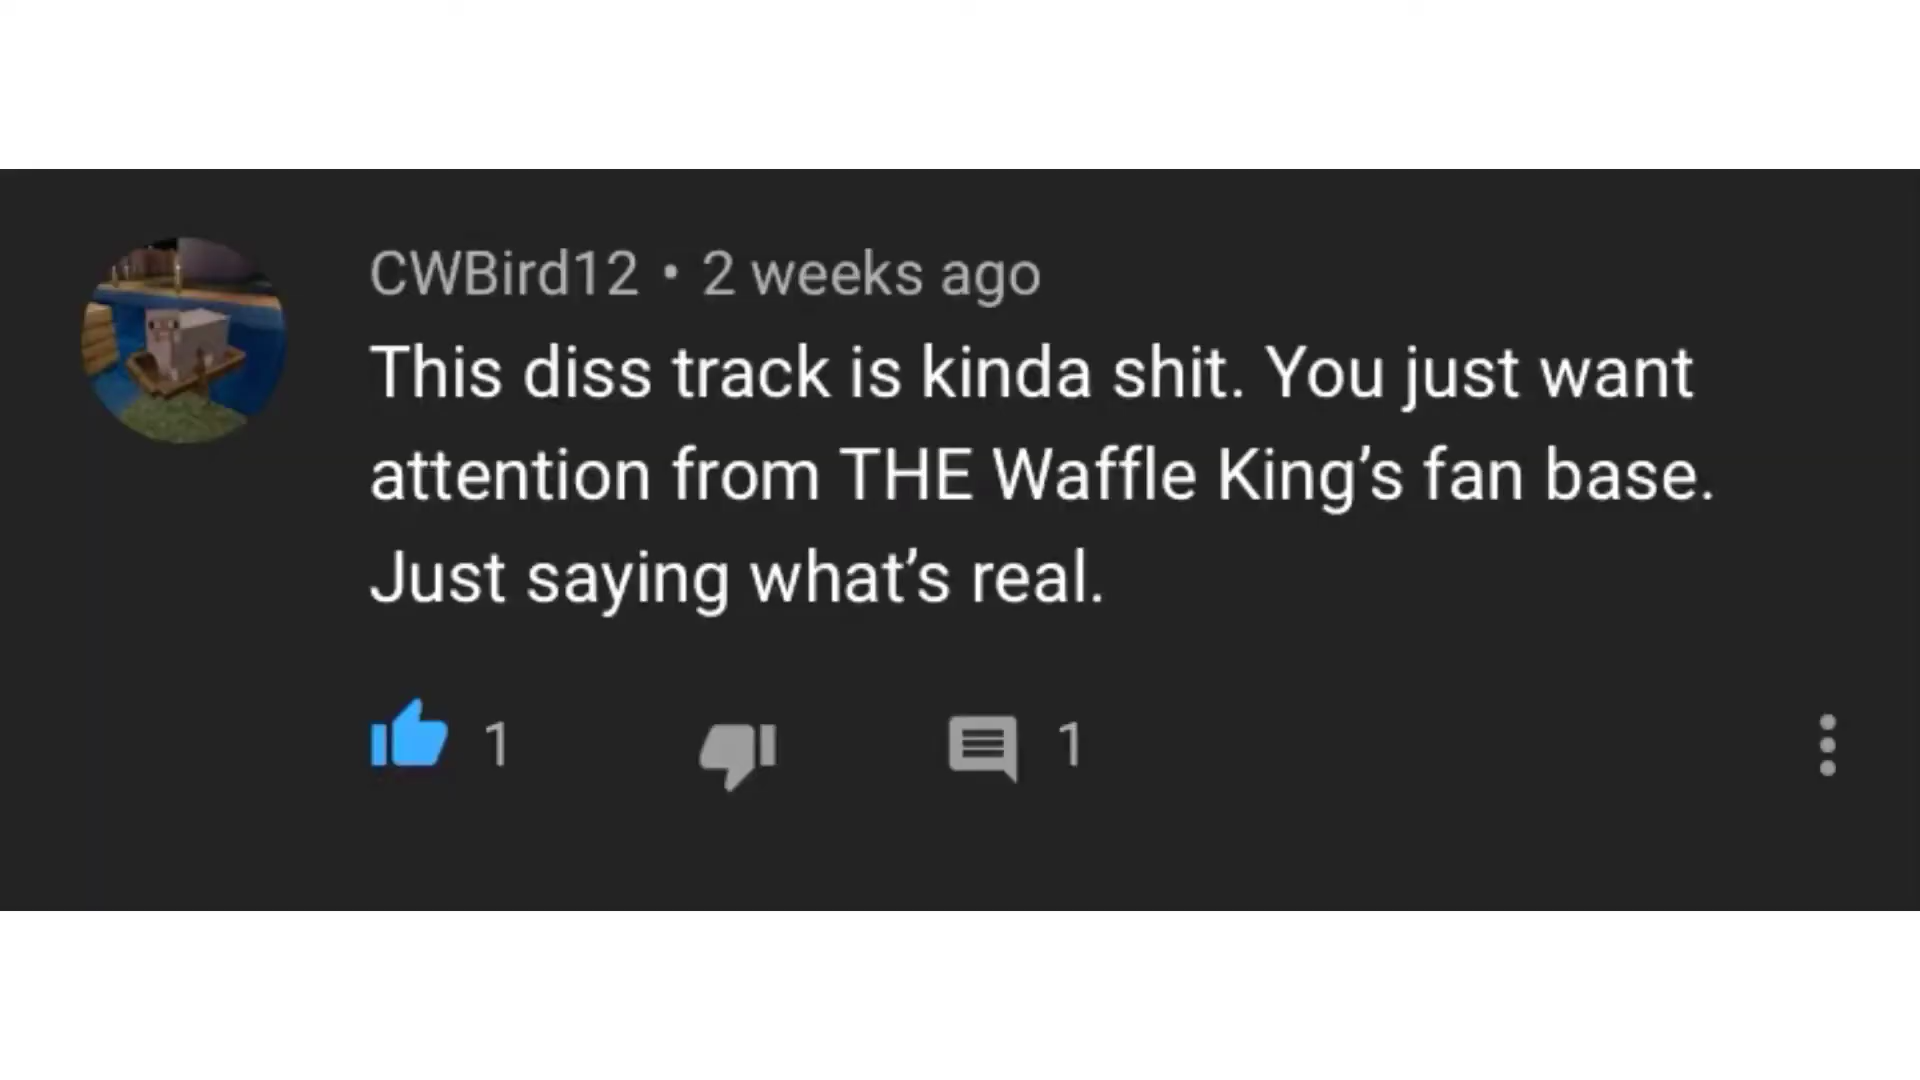 CWBird12 • 2 weeks ago
This diss track is kinda shit. You just want
attention from THE Waffle King’s fan base.
Just saying what’s real.
1 1